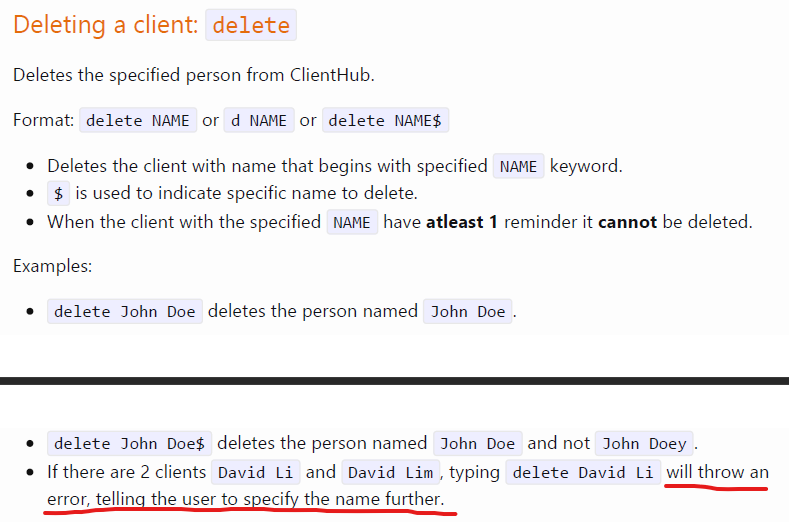 Deleting a client: delete
Deletes the specified person from ClientHub.
Format: delete NAME or d NAME or delete NAME$
Deletes the client with name that begins with specified NAME keyword.
$ is used to indicate specific name to delete.
When the client with the specified NAME have atleast 1 reminder it cannot be deleted.
Examples:
delete John Doe deletes the person named John Doe.
delete John Doe$ deletes the person named John Doe and not John Doey.
If there are 2 clients David Li and David Lim, typing delete David Li will throw an
error, telling the user to specify the name further.